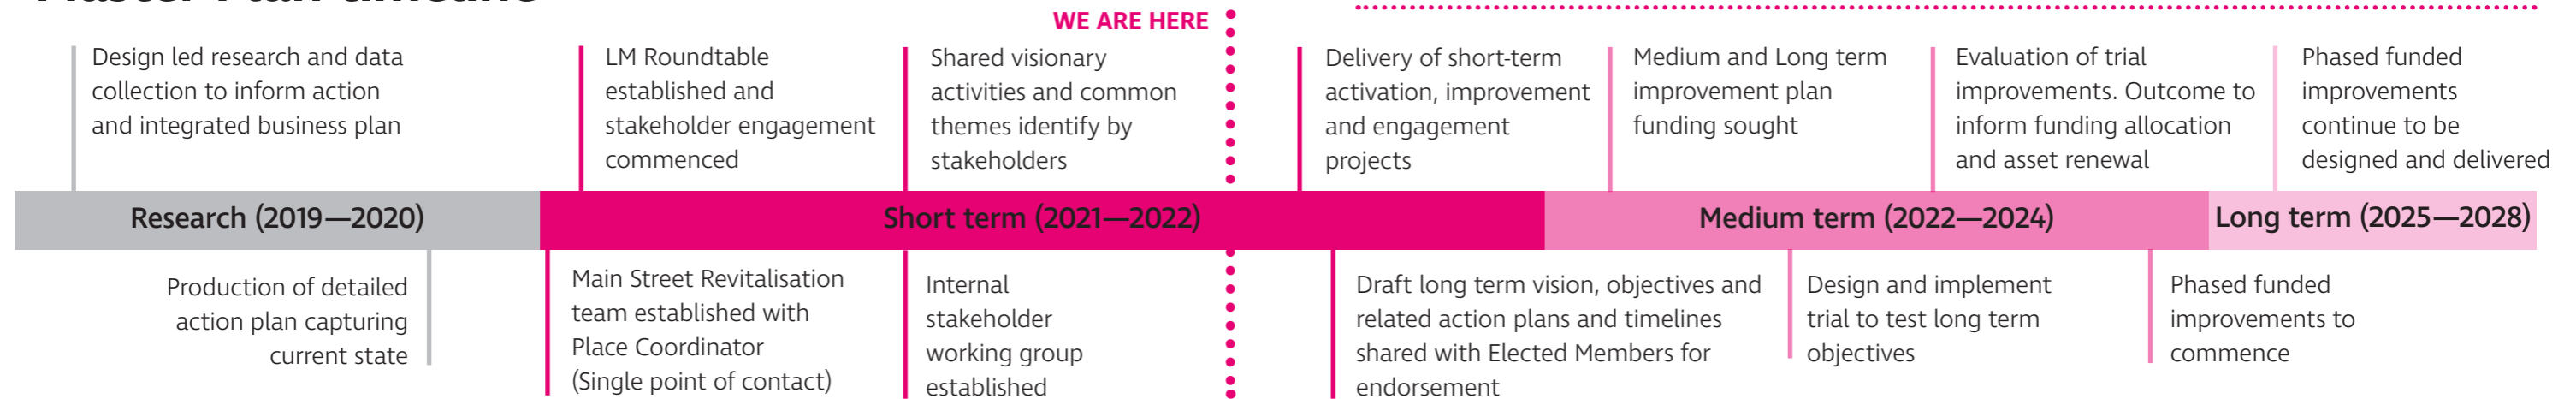 Master Plan timeline
WE ARE HERE
Design led research and data
collection to inform action
and integrated business plan
LM Roundtable
established and
stakeholder engagement
commenced
Shared visionary
activities and common
themes identify by
stakeholders
Delivery of short-term
activation, improvement
and engagement
projects
Medium and Long term
improvement plan
funding sought
Evaluation of trial
improvements. Outcome to
inform funding allocation
and asset renewal
Phased funded
improvements
continue to be
designed and delivered
Research (2019—2020)
Short term (2021—2022)
Medium term (2022—2024)
Long term (2025—2028)
Production of detailed
action plan capturing
current state
Main Street Revitalisation
team established with
Place Coordinator
(Single point of contact)
Internal
stakeholder
working group
established
Draft long term vision, objectives and
related action plans and timelines
shared with Elected Members for
endorsement
Design and implement
trial to test long term
objectives
Phased funded
improvements to
commence